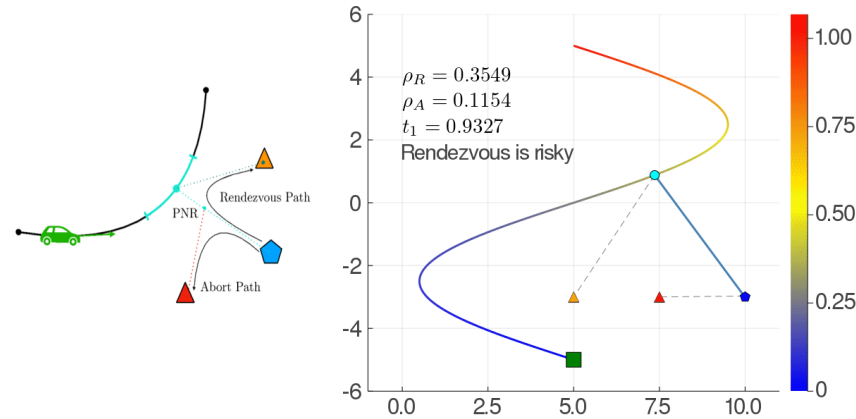 PNR
Rendezvous Path
Abort Path
6
4
2
0
-2
-4
-6
ρ_R = 0.3549
ρ_A = 0.1154
t_1 = 0.9327
Rendezvous is risky
0.0 2.5 5.0 7.5 10.0
1.00
0.75
0.50
0.25
0